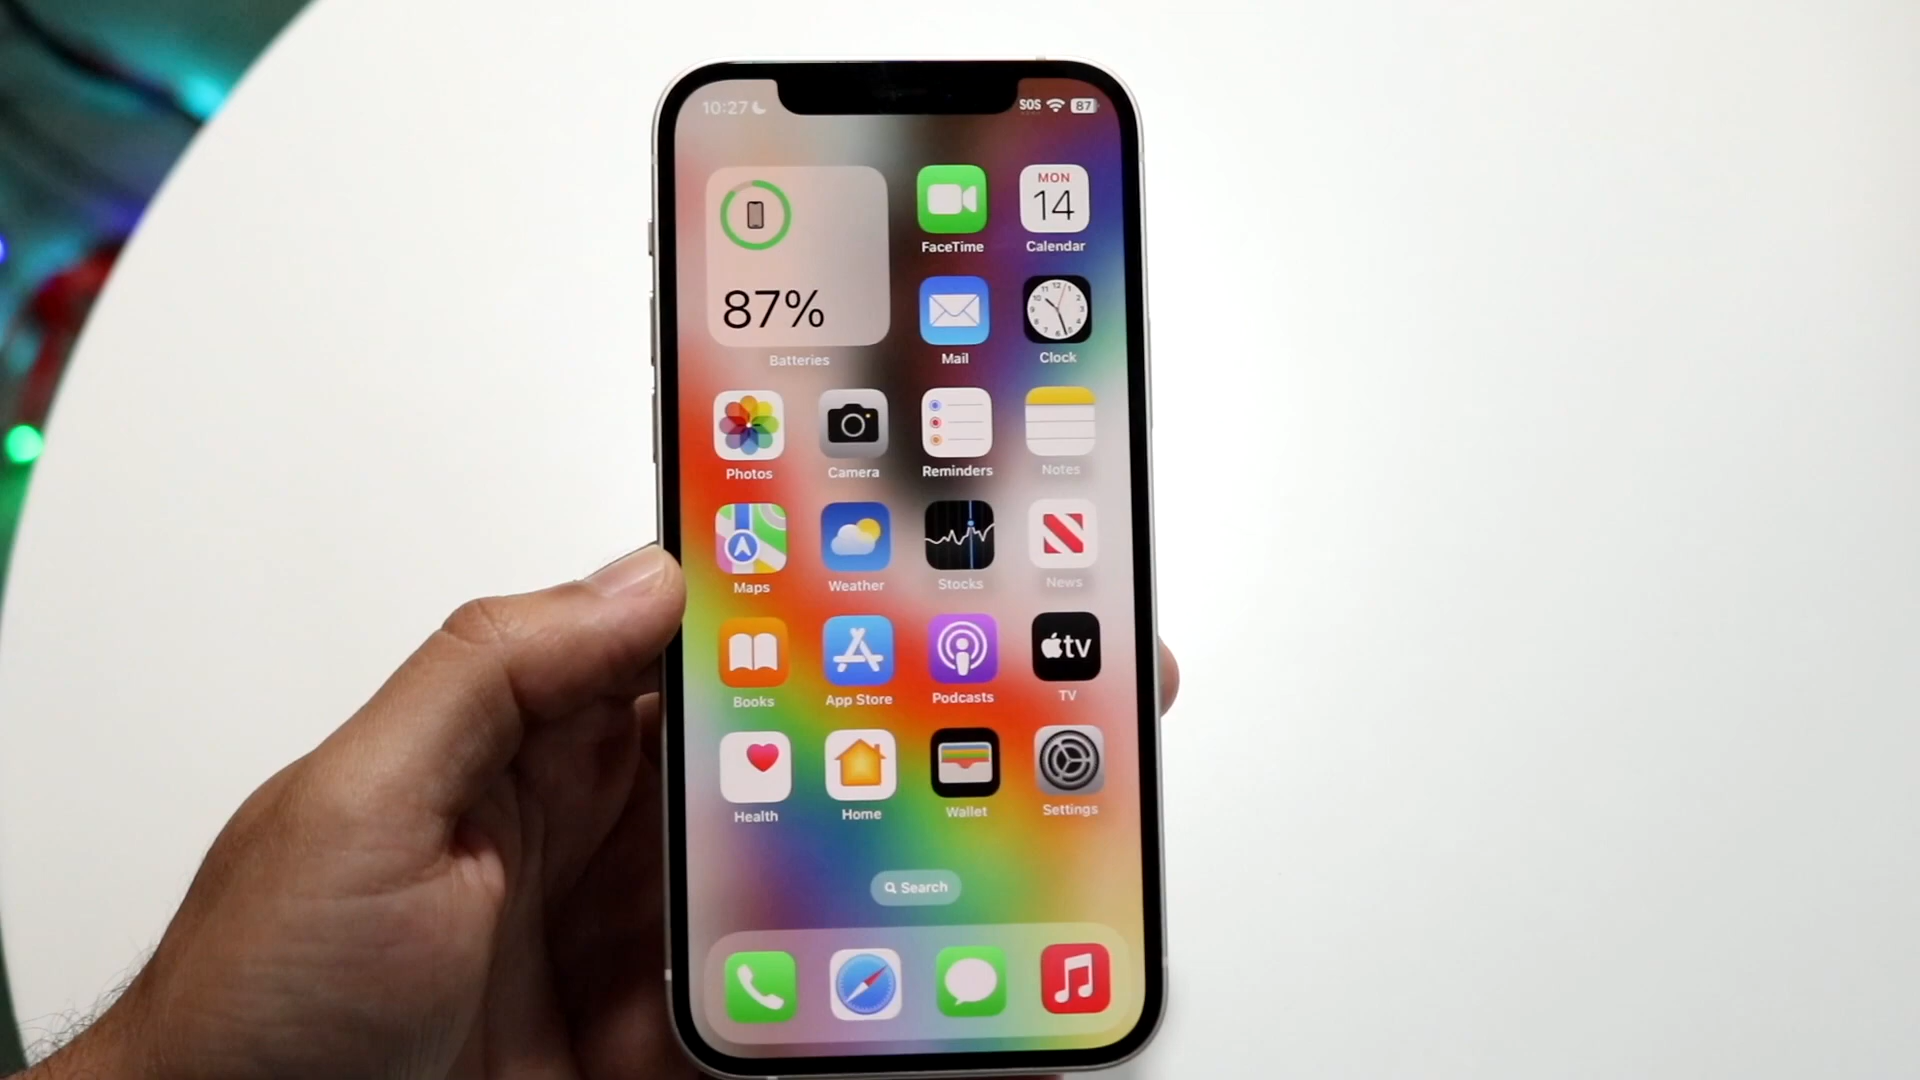 10:27
SOS 87
MON
14
FaceTime Calendar
87%
Mail Clock
Batteries
Photos Camera Reminders Notes
Maps Weather Stocks News
tv
Books App Store Podcasts TV
Health Home Wallet Settings
Search